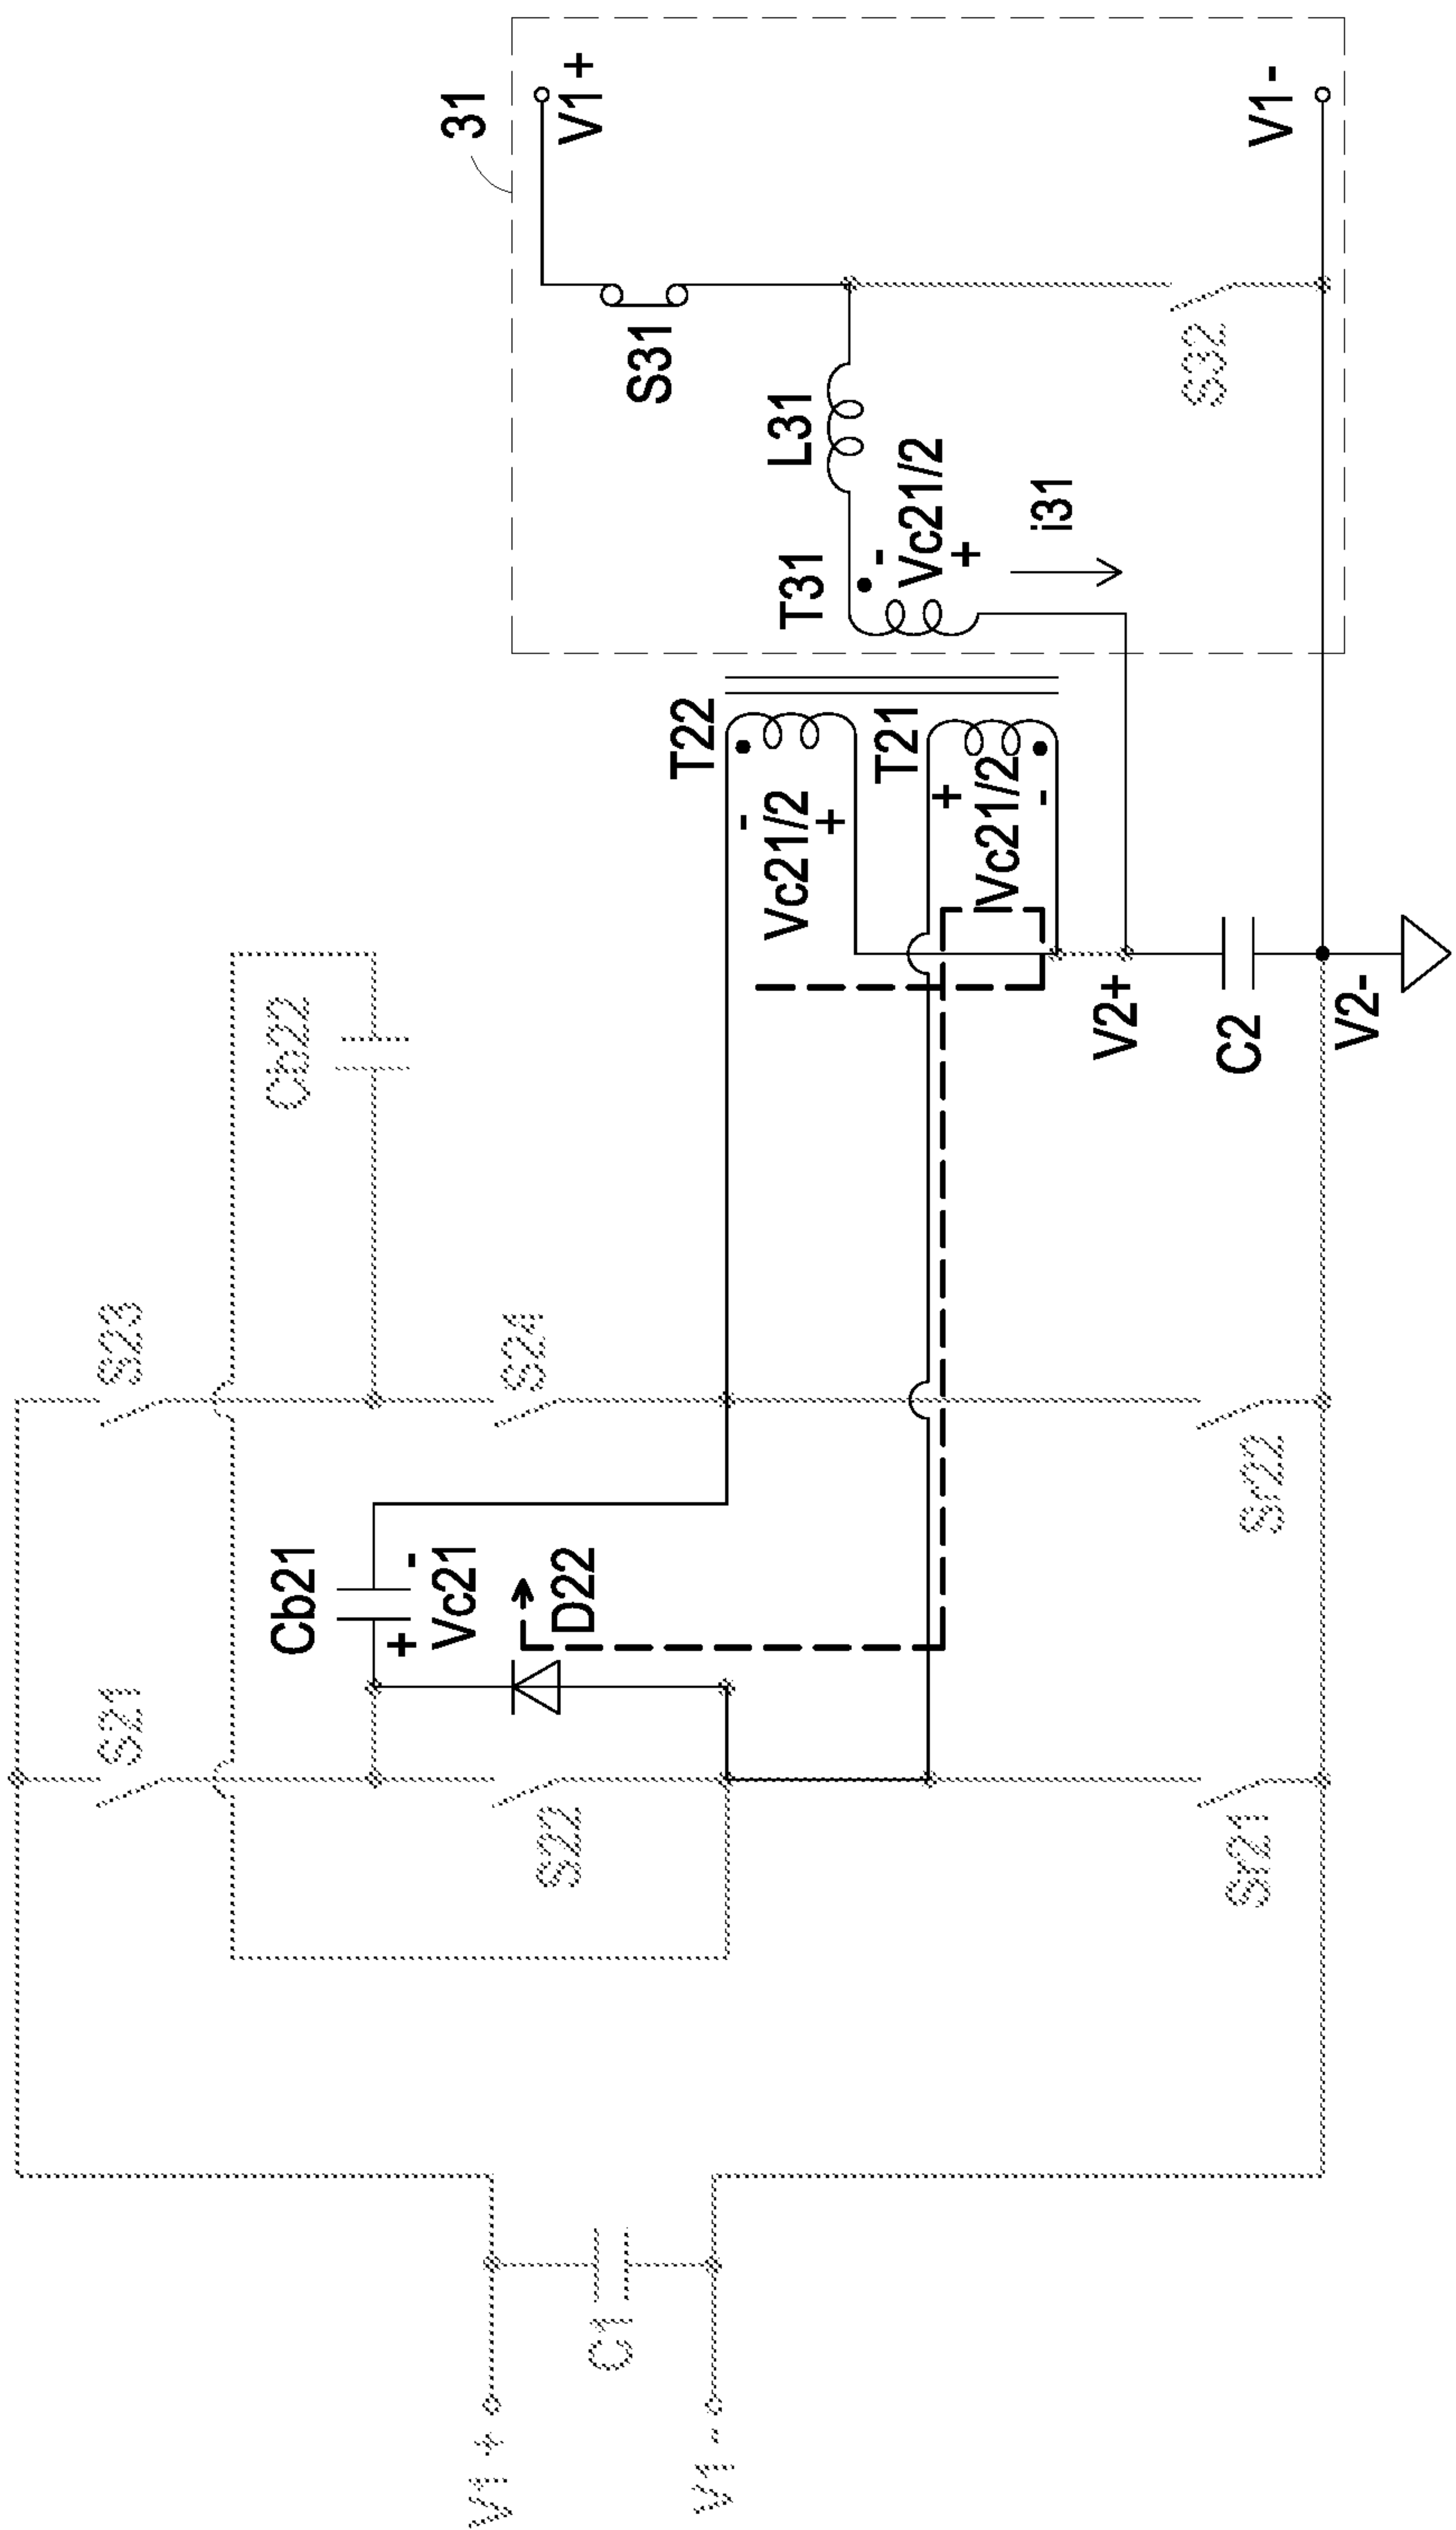 31
V1+
V1-
S31
S32
L31
T31
-
Vc21/2
+
i31
T22
-
Vc21/2
+
T21
+
Vc21/2
-
Cb22
V2+
C2
V2-
S23
S24
Sr22
Cb21
+
Vc21
-
D22
S21
S22
Sr21
C1
V1+
V1-